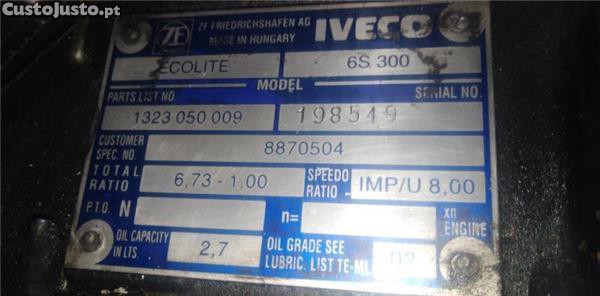 CustoJusto.pt
ZF ZF FRIEDRICHSHAFEN AG IVECO
MADE IN HUNGARY
ECOLITE 6S 300
MODEL
PARTS LIST NO. SERIAL NO.
1323 050 009 198549
CUSTOMER SPEC. NO. 8870504
TOTAL RATIO 6,73 - 1,00 SPEEDO RATIO IMP/U 8,00
P.T.O. N n= xn ENGINE
OIL CAPACITY IN LTS. 2,7 OIL GRADE SEE LUBRIC. LIST TE-ML 02